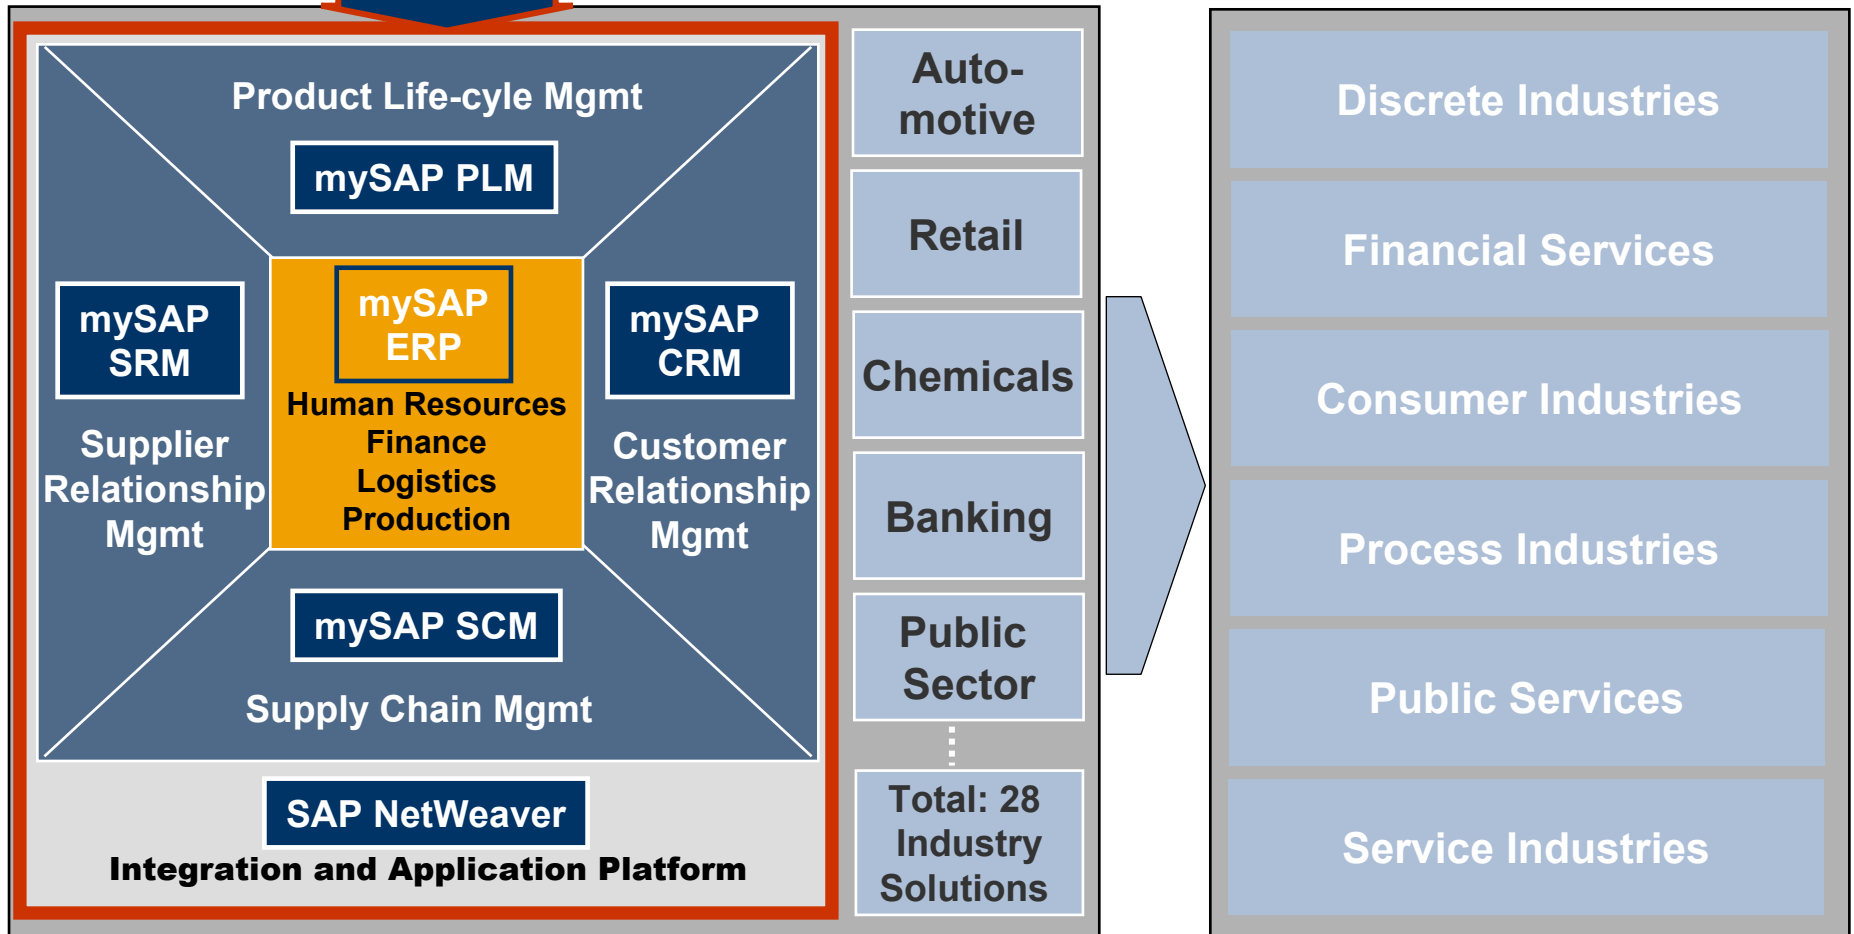 Product Life-cyle Mgmt
mySAP PLM
mySAP
SRM
Supplier
Relationship
Mgmt
mySAP
ERP
Human Resources
Finance
Logistics
Production
mySAP
CRM
Customer
Relationship
Mgmt
mySAP SCM
Supply Chain Mgmt
SAP NetWeaver
Integration and Application Platform
Auto-
motive
Retail
Chemicals
Banking
Public
Sector
Total: 28
Industry
Solutions
Discrete Industries
Financial Services
Consumer Industries
Process Industries
Public Services
Service Industries